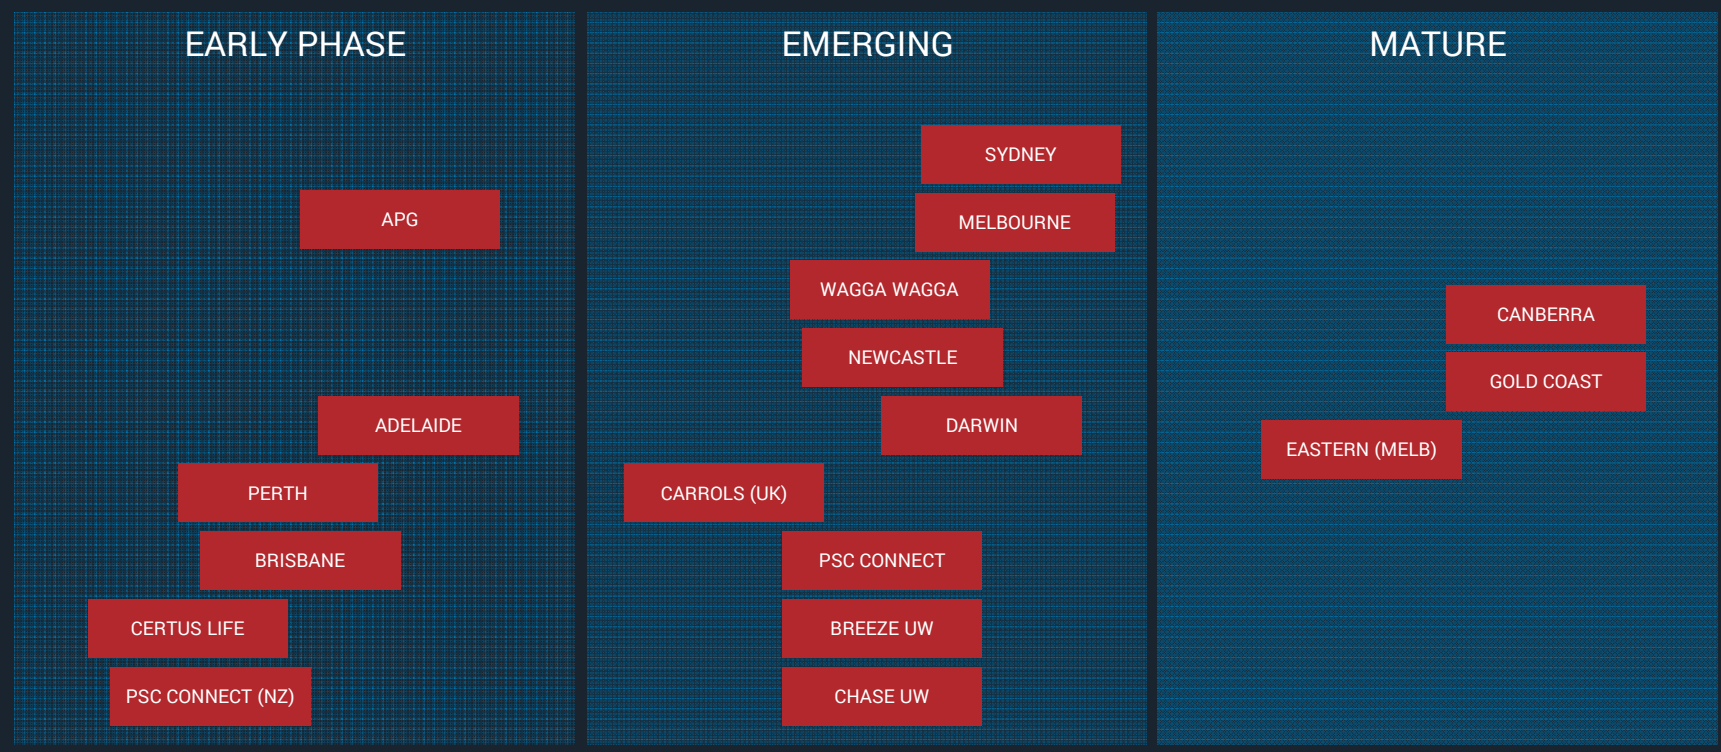 EARLY PHASE
APG
ADELAIDE
PERTH
BRISBANE
CERTUS LIFE
PSC CONNECT (NZ)
EMERGING
SYDNEY
MELBOURNE
WAGGA WAGGA
NEWCASTLE
DARWIN
CARROLS (UK)
PSC CONNECT
BREEZE UW
CHASE UW
MATURE
CANBERRA
GOLD COAST
EASTERN (MELB)